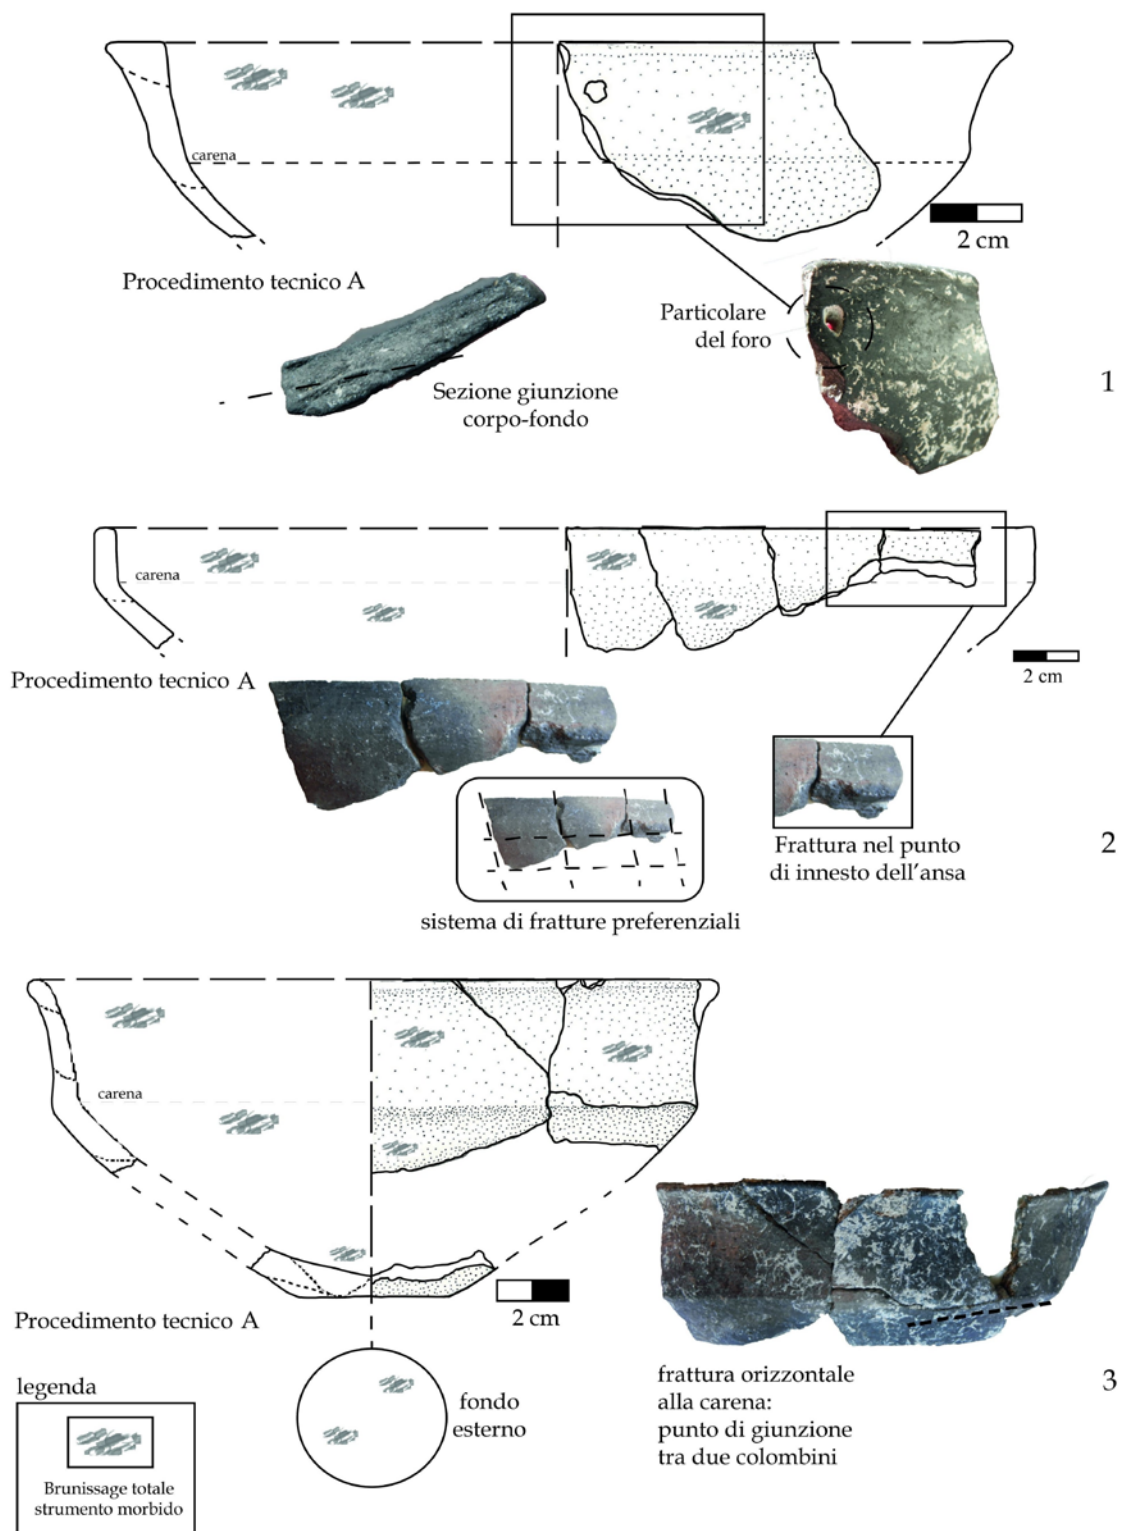 carena
2 cm
Procedimento tecnico A
Particolare
del foro
Sezione giunzione
corpo-fondo
1
carena
2 cm
Procedimento tecnico A
Frattura nel punto
di innesto dell'ansa
2
sistema di fratture preferenziali
carena
2 cm
Procedimento tecnico A
frattura orizzontale
alla carena:
punto di giunzione
tra due colombini
3
fondo
esterno
legenda
Brunissage totale
strumento morbido